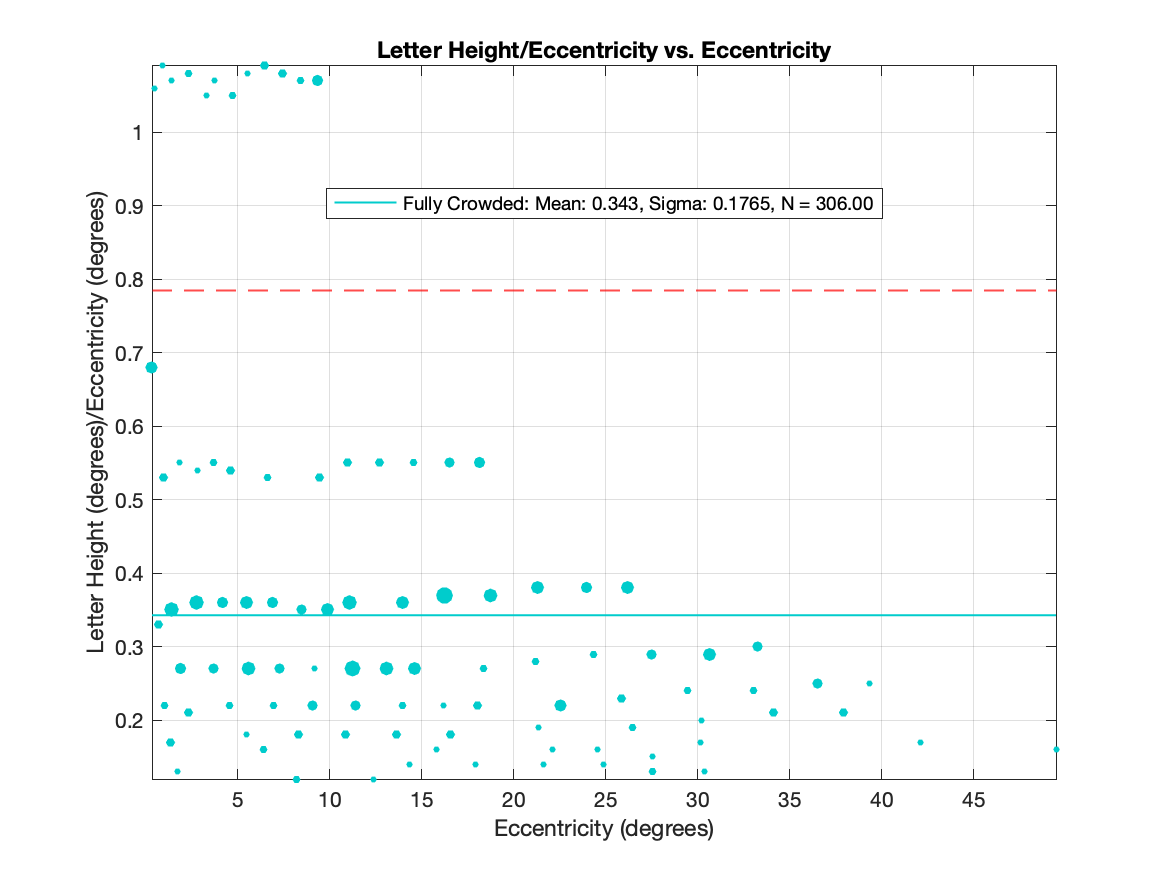 Letter Height/Eccentricity vs. Eccentricity
1
0.9
0.8
0.7
0.6
0.5
0.4
0.3
0.2
Letter Height (degrees)/Eccentricity (degrees)
Fully Crowded: Mean: 0.343, Sigma: 0.1765, N = 306.00
5 10 15 20 25 30 35 40 45
Eccentricity (degrees)